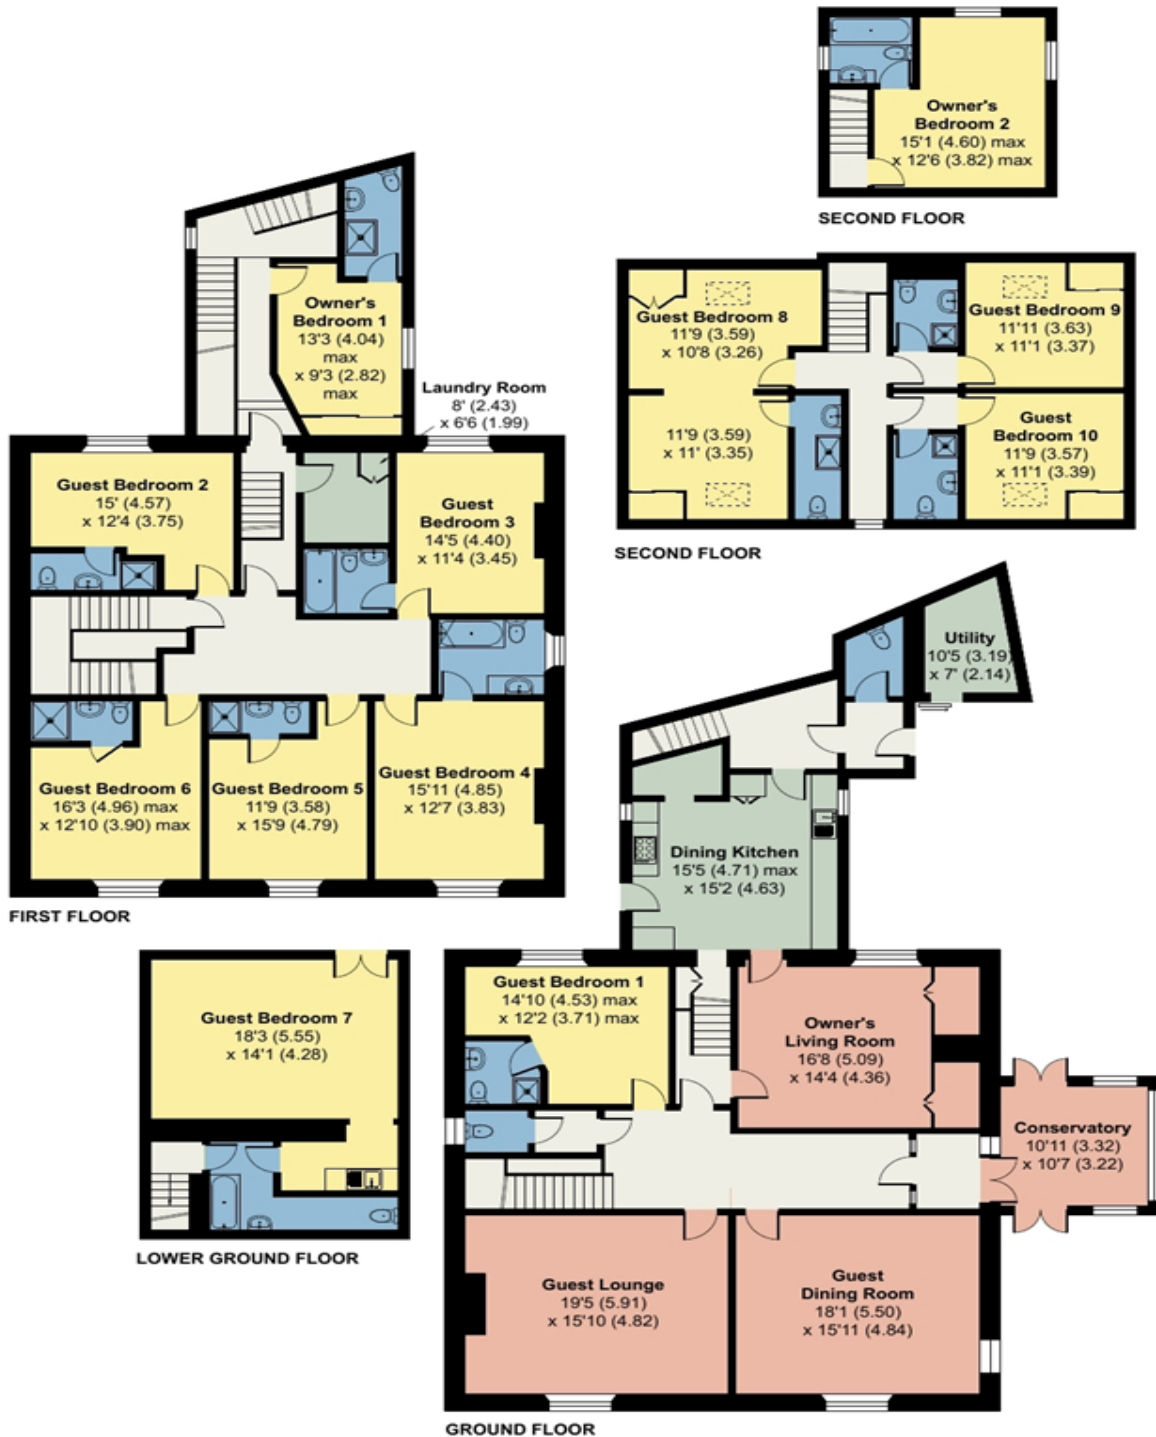 Owner's
Bedroom 2
15'1 (4.60) max
x 12'6 (3.82) max
SECOND FLOOR
Owner's
Bedroom 1
13'3 (4.04)
max
x 9'3 (2.82)
max
Laundry Room
8' (2.43)
x 6'6 (1.99)
Guest Bedroom 2
15' (4.57)
x 12'4 (3.75)
Guest
Bedroom 3
14'5 (4.40)
x 11'4 (3.45)
Guest Bedroom 6
16'3 (4.96) max
x 12'10 (3.90) max
Guest Bedroom 5
11'9 (3.58)
x 15'9 (4.79)
Guest Bedroom 4
15'11 (4.85)
x 12'7 (3.83)
FIRST FLOOR
Guest Bedroom 8
11'9 (3.59)
x 10'8 (3.26)
11'9 (3.59)
x 11' (3.35)
Guest Bedroom 9
11'11 (3.63)
x 11'1 (3.37)
Guest
Bedroom 10
11'9 (3.57)
x 11'1 (3.39)
SECOND FLOOR
Utility
10'5 (3.19)
x 7' (2.14)
Dining Kitchen
15'5 (4.71) max
x 15'2 (4.63)
Guest Bedroom 7
18'3 (5.55)
x 14'1 (4.28)
LOWER GROUND FLOOR
Guest Bedroom 1
14'10 (4.53) max
x 12'2 (3.71) max
Owner's
Living Room
16'8 (5.09)
x 14'4 (4.36)
Conservatory
10'11 (3.32)
x 10'7 (3.22)
Guest Lounge
19'5 (5.91)
x 15'10 (4.82)
Guest
Dining Room
18'1 (5.50)
x 15'11 (4.84)
GROUND FLOOR